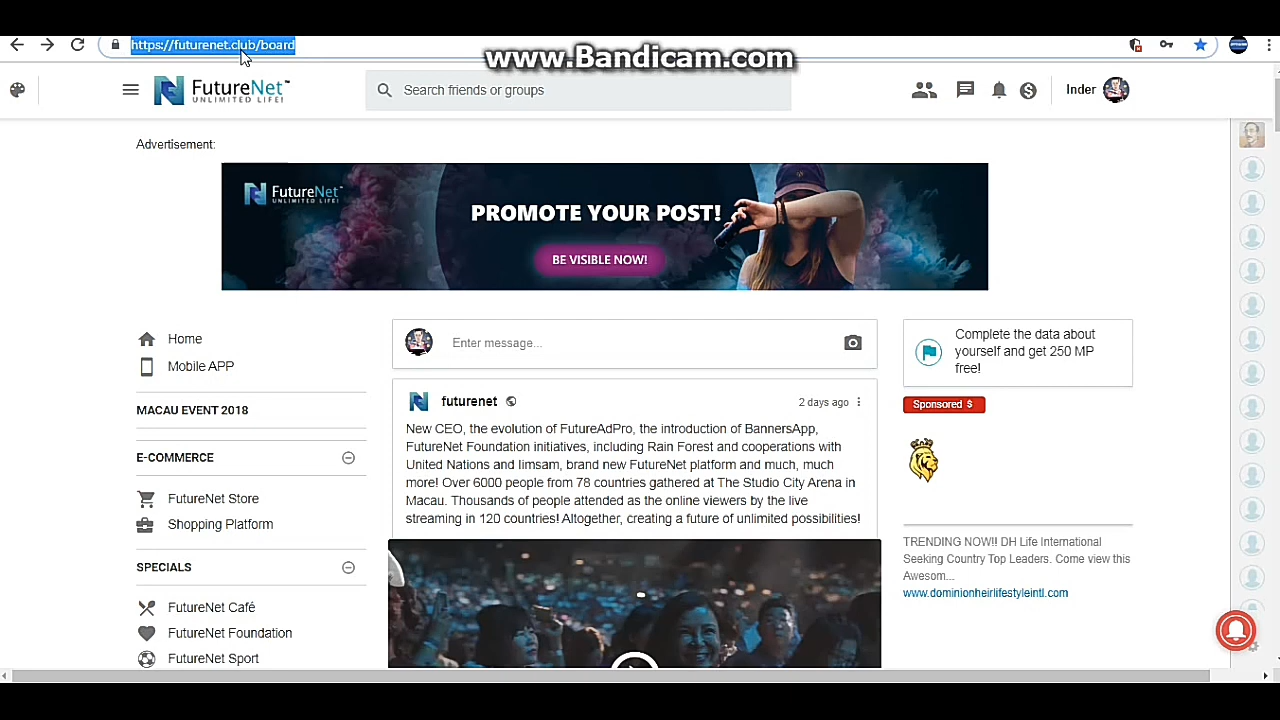 https://futurenet.club/board
www.Bandicam.com
FutureNet™
UNLIMITED LIFE!
Search friends or groups
Inder
Advertisement:
FutureNet™
UNLIMITED LIFE!
PROMOTE YOUR POST!
BE VISIBLE NOW!
Home
Mobile APP
MACAU EVENT 2018
E-COMMERCE
FutureNet Store
Shopping Platform
SPECIALS
FutureNet Café
FutureNet Foundation
FutureNet Sport
Enter message...
futurenet
2 days ago
New CEO, the evolution of FutureAdPro, the introduction of BannersApp,
FutureNet Foundation initiatives, including Rain Forest and cooperations with
United Nations and Iimsam, brand new FutureNet platform and much, much
more! Over 6000 people from 78 countries gathered at The Studio City Arena in
Macau. Thousands of people attended as the online viewers by the live
streaming in 120 countries! Altogether, creating a future of unlimited possibilities!
Complete the data about
yourself and get 250 MP
free!
Sponsored $
TRENDING NOW!! DH Life International
Seeking Country Top Leaders. Come view this
Awesom...
www.dominionheirlifestyleintl.com